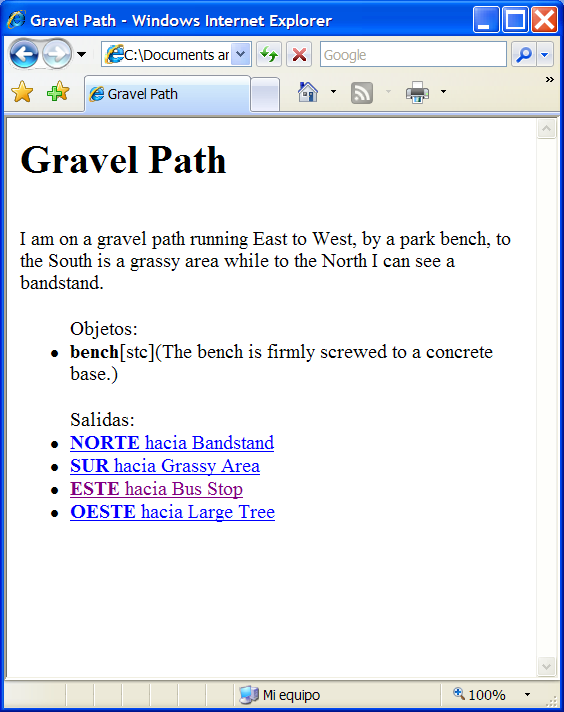 Gravel Path - Windows Internet Explorer
C:\Documents ar
Google
Gravel Path
»
Gravel Path
I am on a gravel path running East to West, by a park bench, to
the South is a grassy area while to the North I can see a
bandstand.
Objetos:
• bench[stc](The bench is firmly screwed to a concrete
base.)
Salidas:
• NORTE hacia Bandstand
• SUR hacia Grassy Area
• ESTE hacia Bus Stop
• OESTE hacia Large Tree
Mi equipo
100%